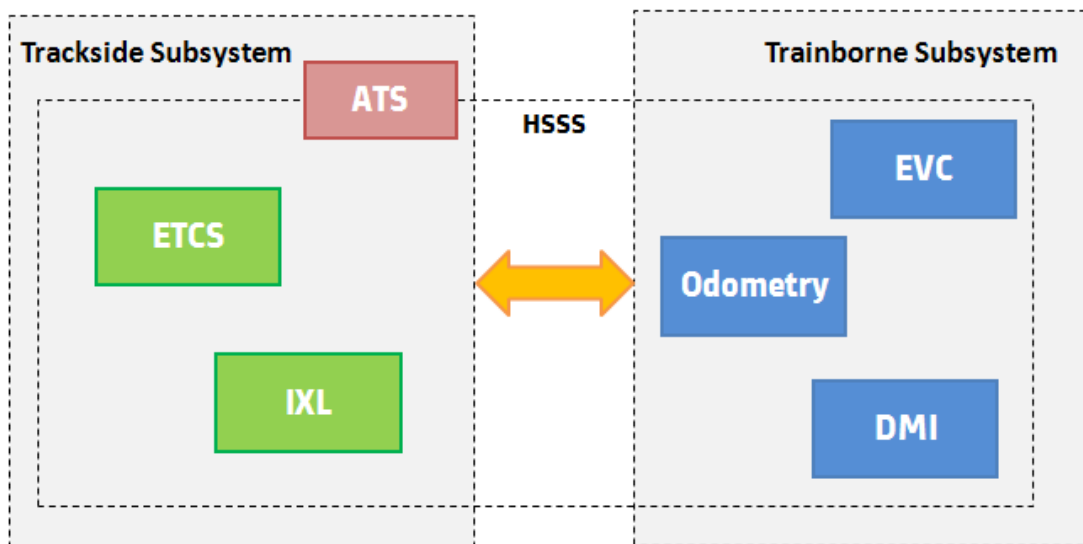 Trackside Subsystem
Trainborne Subsystem
ATS
HSSS
EVC
ETCS
Odometry
IXL
DMI